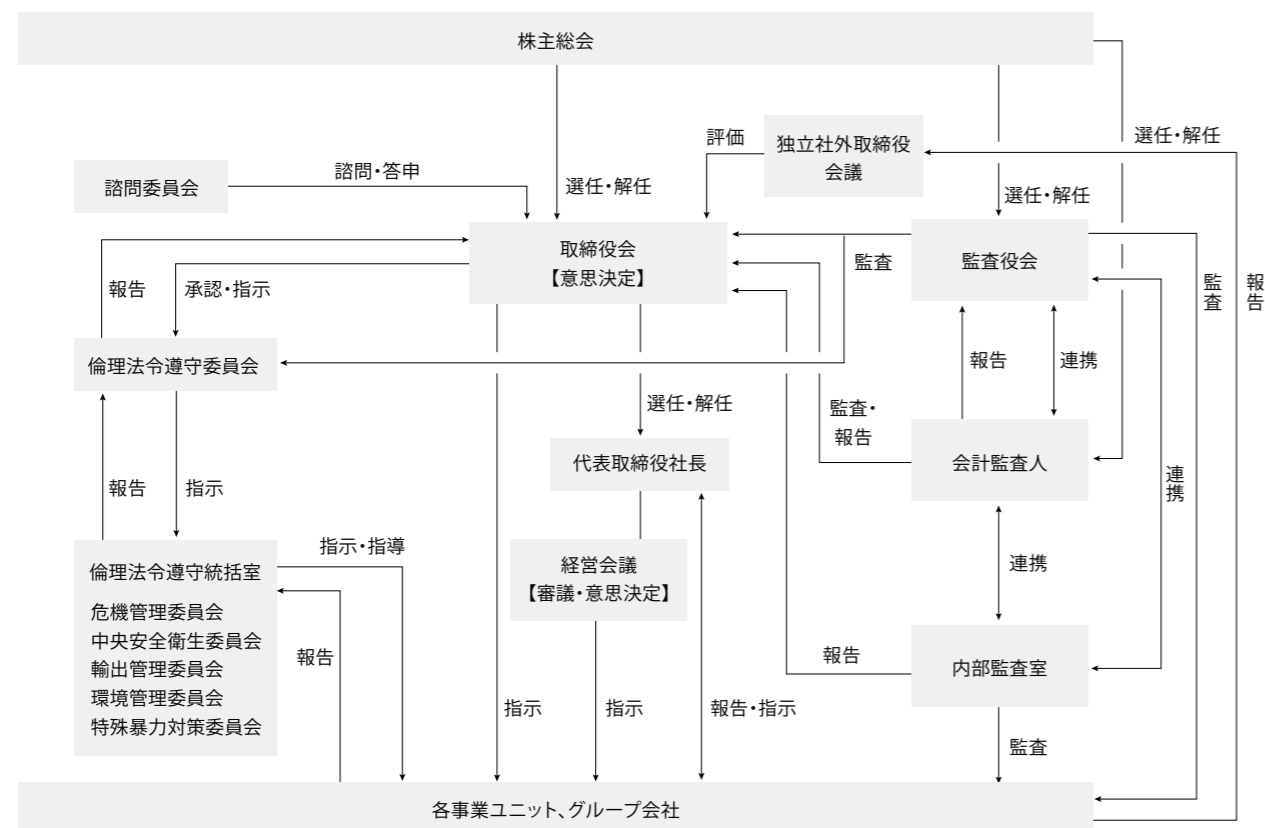 株主総会
選任・解任
評価
独立社外取締役
会議
諮問・答申
諮問委員会
選任・解任
選任・解任
取締役会
【意思決定】
監査役会
監査
監査
報告
報告
承認・指示
倫理法令遵守委員会
報告
連携
選任・解任
監査・
報告
代表取締役社長
会計監査人
連携
報告
指示
指示・指導
経営会議
【審議・意思決定】
連携
倫理法令遵守統括室
危機管理委員会
中央安全衛生委員会
輸出管理委員会
環境管理委員会
特殊暴力対策委員会
報告
報告
内部監査室
指示
指示
報告・指示
監査
各事業ユニット、グループ会社